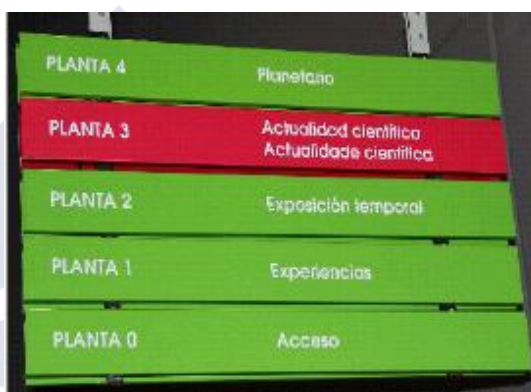 PLANTA 4 Planetario
PLANTA 3 Actualidad científica
Actualidade científica
PLANTA 2 Exposición temporal
PLANTA 1 Experiencias
PLANTA 0 Acceso